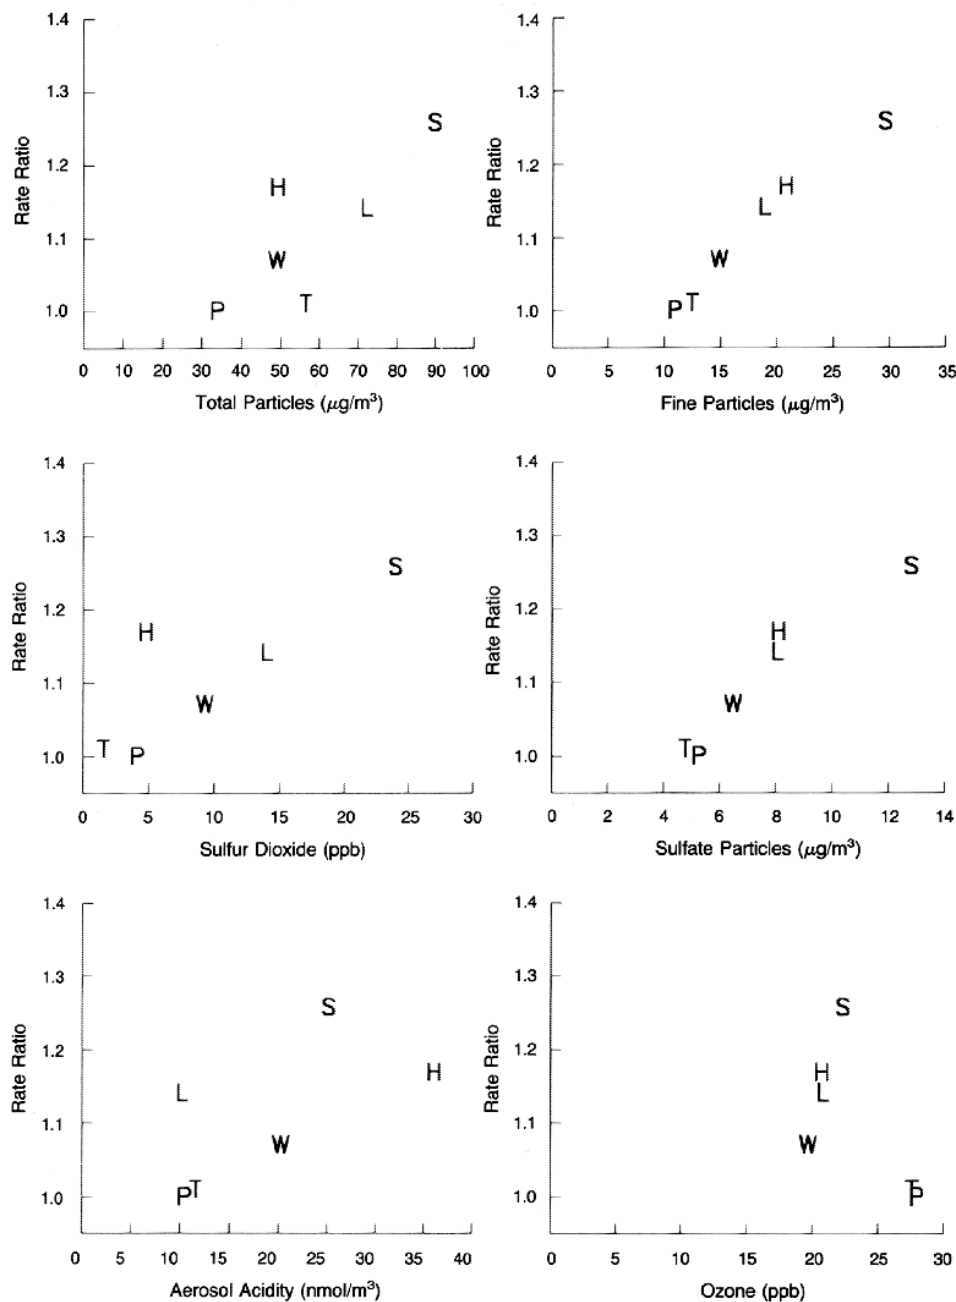 1.4
1.3
1.2
1.1
1.0
Rate Ratio
S
H
L
W
T
P
0 10 20 30 40 50 60 70 80 90 100
Total Particles (μg/m³)
1.4
1.3
1.2
1.1
1.0
Rate Ratio
S
H
L
W
T
P
0 5 10 15 20 25 30 35
Fine Particles (μg/m³)
1.4
1.3
1.2
1.1
1.0
Rate Ratio
S
H
L
W
T P
0 5 10 15 20 25 30
Sulfur Dioxide (ppb)
1.4
1.3
1.2
1.1
1.0
Rate Ratio
S
H
L
W
T P
0 2 4 6 8 10 12 14
Sulfate Particles (μg/m³)
1.4
1.3
1.2
1.1
1.0
Rate Ratio
S
H
L
W
P T
0 10 20 30 40
Aerosol Acidity (nmol/m³)
1.4
1.3
1.2
1.1
1.0
Rate Ratio
S
H
L
W
T P
0 10 20 30
Ozone (ppb)